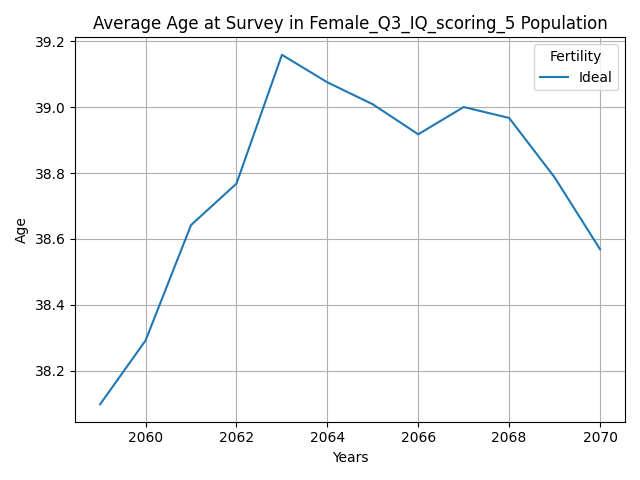 Average Age at Survey in Female_Q3_IQ_scoring_5 Population
Fertility
Ideal
39.2
39.0
38.8
38.6
38.4
38.2
Age
2060 2062 2064 2066 2068 2070
Years